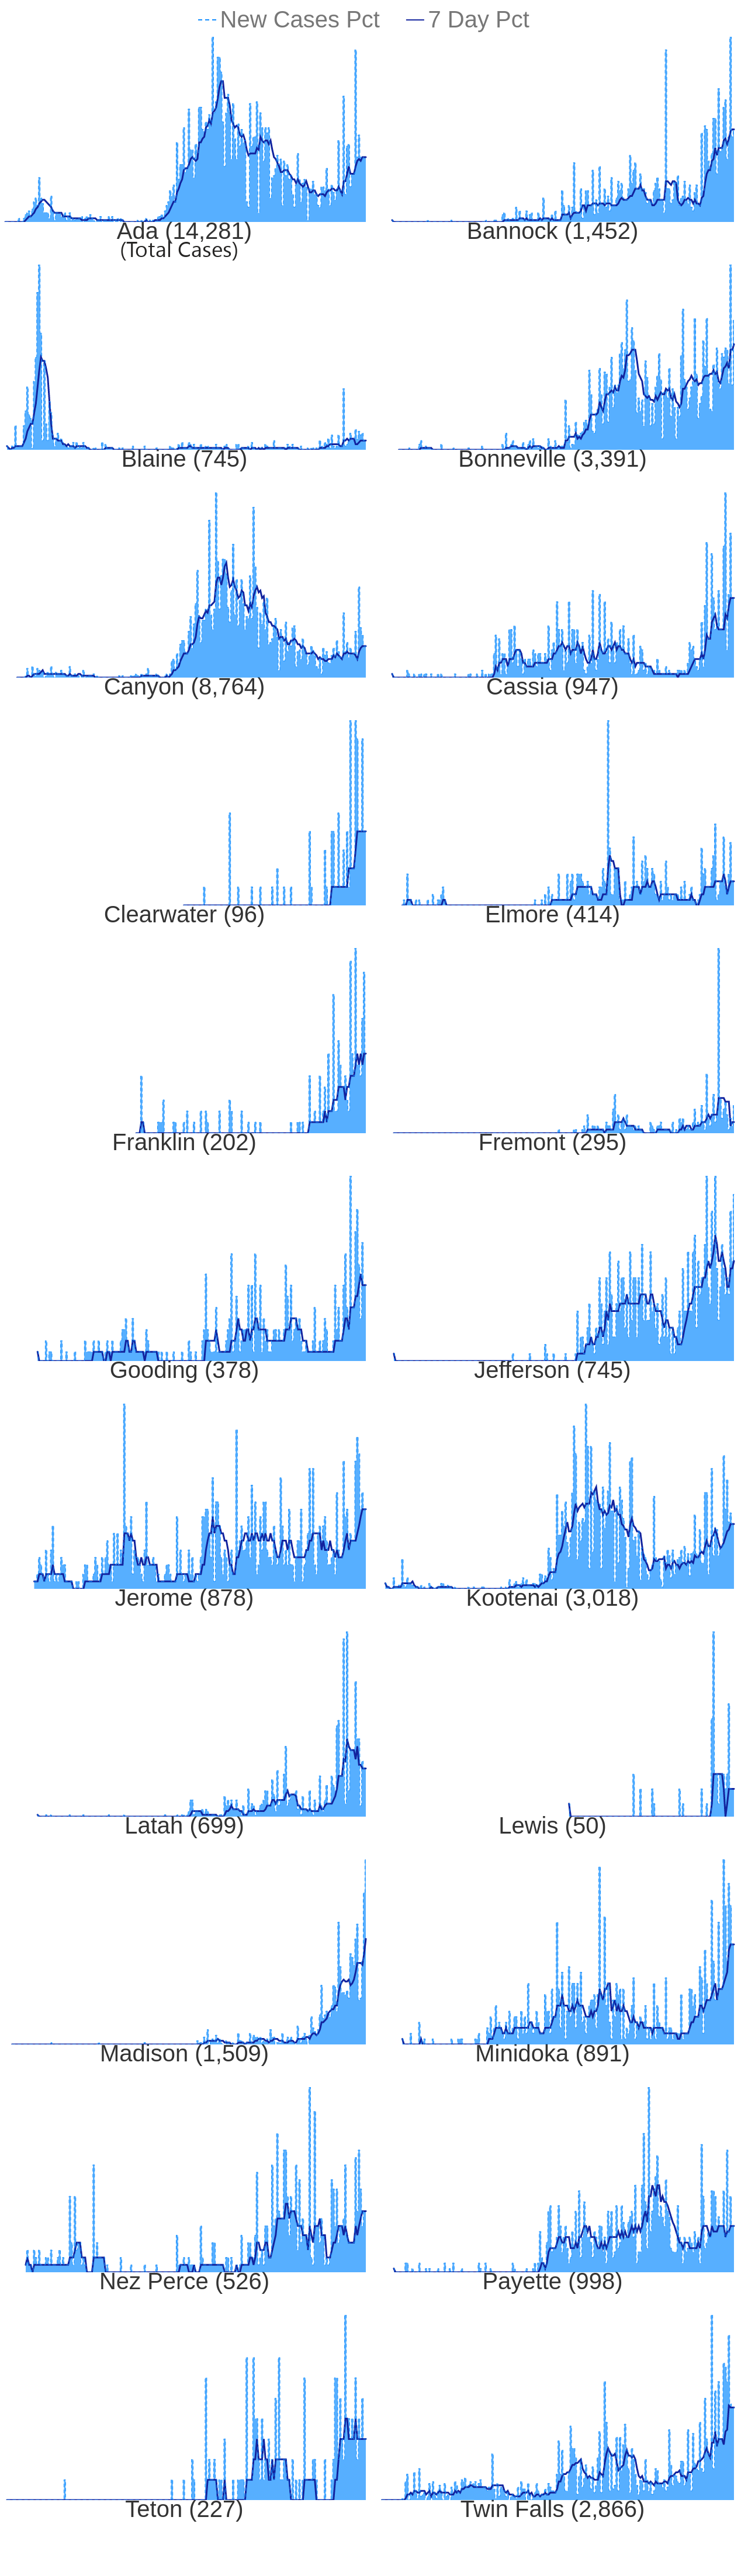 New Cases Pct 7 Day Pct
Ada (14,281) Bannock (1,452)
(Total Cases)
Blaine (745) Bonneville (3,391)
Canyon (8,764) Cassia (947)
Clearwater (96) Elmore (414)
Franklin (202) Fremont (295)
Gooding (378) Jefferson (745)
Jerome (878) Kootenai (3,018)
Latah (699) Lewis (50)
Madison (1,509) Minidoka (891)
Nez Perce (526) Payette (998)
Teton (227) Twin Falls (2,866)